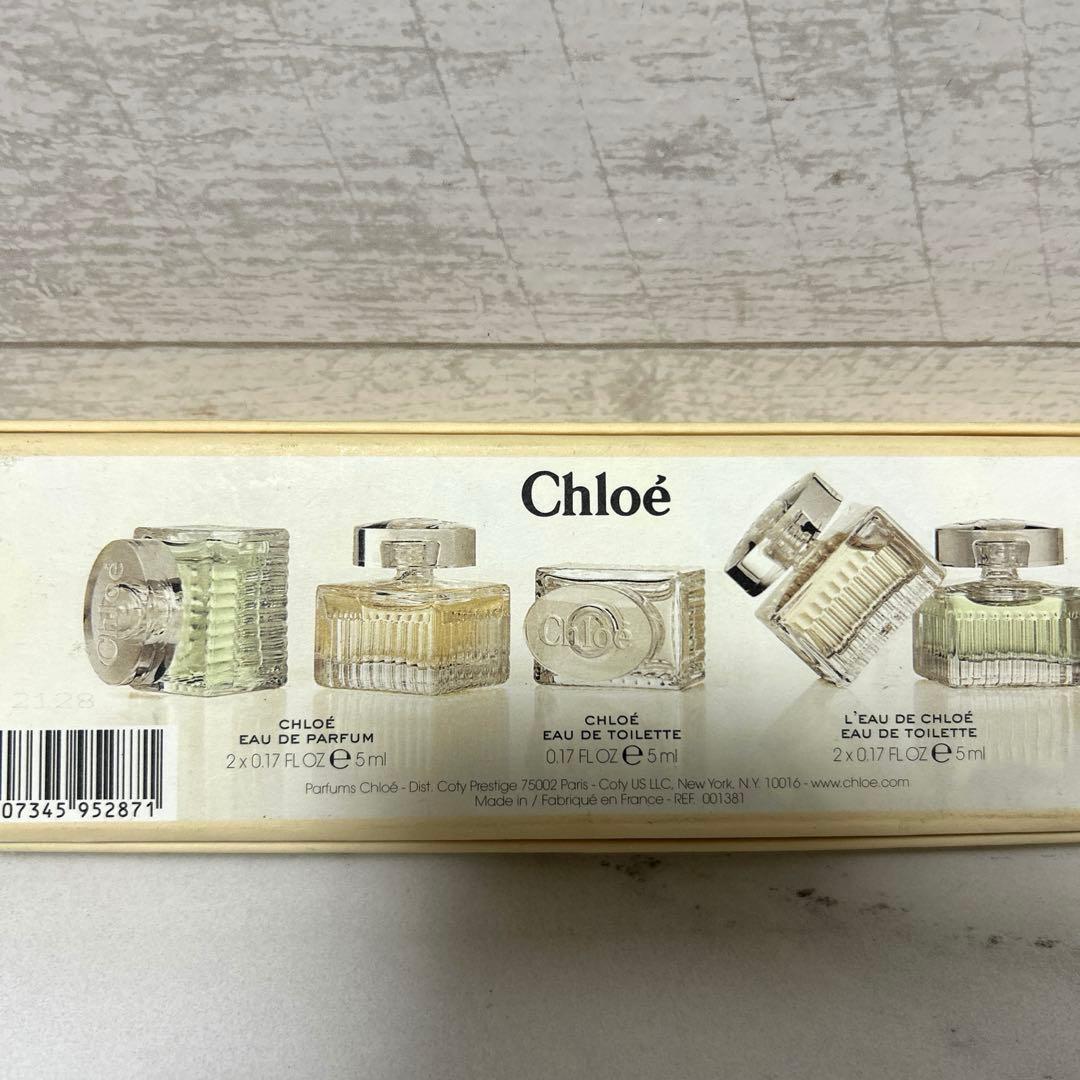 Chloé
Chloé
Chloé
2128
CHLOÉ
EAU DE PARFUM
2 x 0.17 FL OZ e 5 ml
CHLOÉ
EAU DE TOILETTE
0.17 FL OZ e 5 ml
L'EAU DE CHLOÉ
EAU DE TOILETTE
2 x 0.17 FL OZ e 5 ml
Parfums Chloé - Dist. Coty Prestige 75002 Paris - Coty US LLC, New York, N.Y. 10016 - www.chloe.com
Made in / Fabriqué en France - REF. 001381
07345 952871